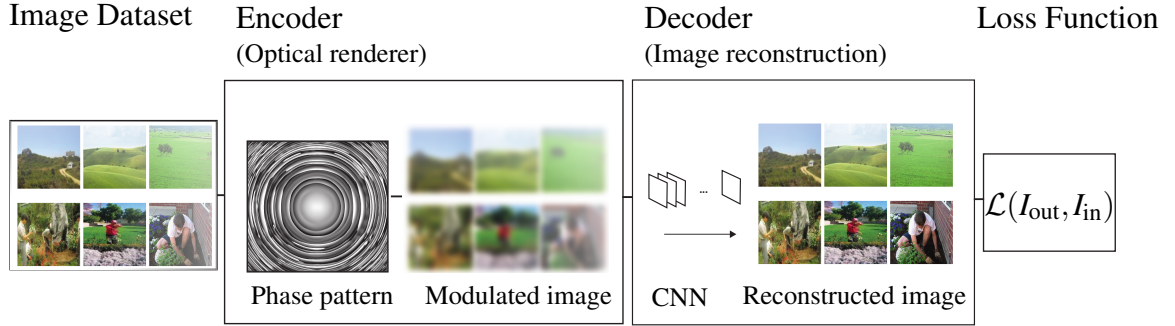 Image Dataset
Encoder
(Optical renderer)
Decoder
(Image reconstruction)
Loss Function
Phase pattern
Modulated image
...
CNN
Reconstructed image
ℒ(I_out, I_in)